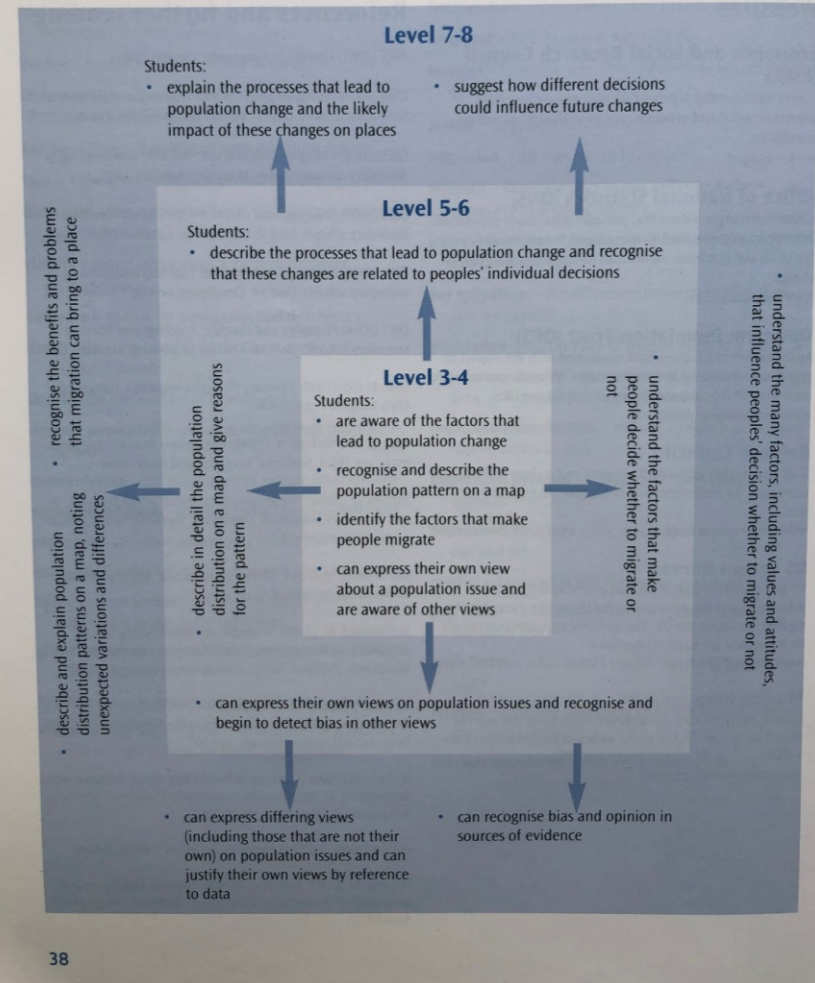 Level 7-8
Students:
• explain the processes that lead to
population change and the likely
impact of these changes on places
• suggest how different decisions
could influence future changes
Level 5-6
Students:
• describe the processes that lead to population change and recognise
that these changes are related to peoples' individual decisions
Level 3-4
Students:
• are aware of the factors that
lead to population change
• recognise and describe the
population pattern on a map
• identify the factors that make
people migrate
• can express their own view
about a population issue and
are aware of other views
• describe in detail the population
distribution on a map and give reasons
for the pattern
• understand the factors that make
people decide whether to migrate or
not
• can express their own views on population issues and recognise and
begin to detect bias in other views
• recognise the benefits and problems
that migration can bring to a place
• describe and explain population
distribution patterns on a map, noting
unexpected variations and differences
• understand the many factors, including values and attitudes,
that influence peoples' decision whether to migrate or not
• can express differing views
(including those that are not their
own) on population issues and can
justify their own views by reference
to data
• can recognise bias and opinion in
sources of evidence
38